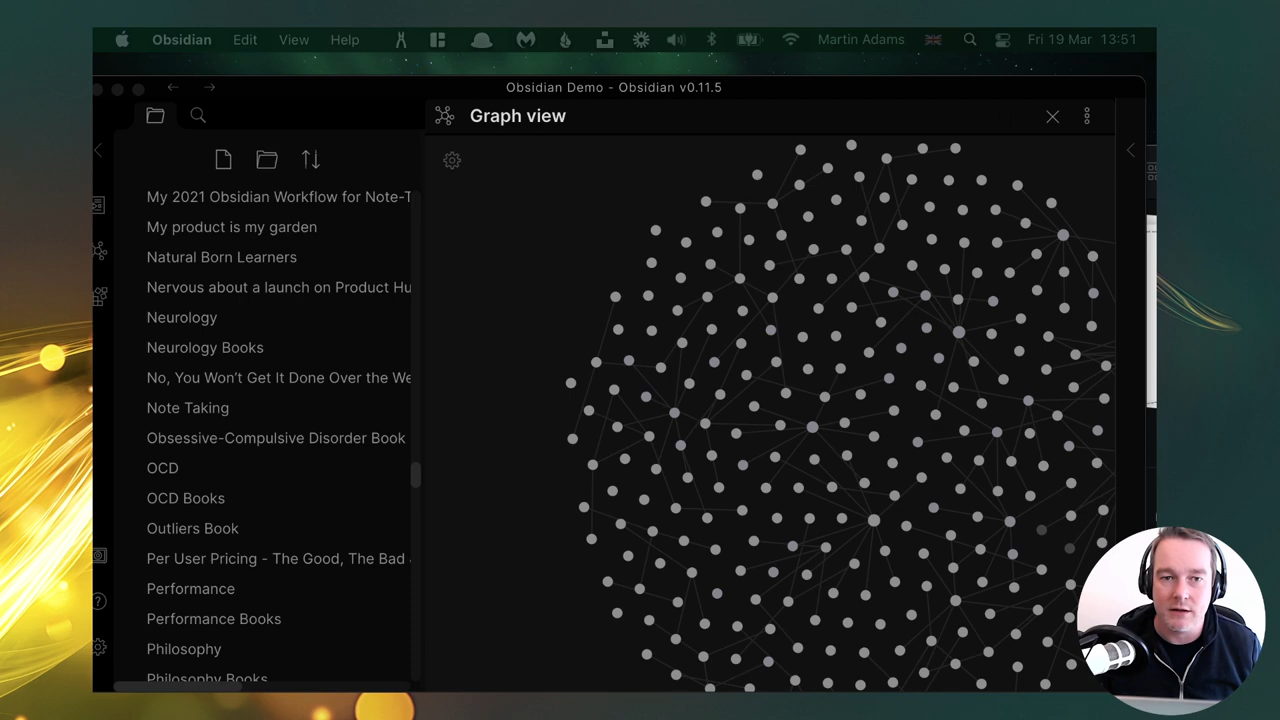 Obsidian Edit View Help Martin Adams Fri 19 Mar 13:51
Obsidian Demo - Obsidian v0.11.5
Graph view
My 2021 Obsidian Workflow for Note-T
My product is my garden
Natural Born Learners
Nervous about a launch on Product Hu
Neurology
Neurology Books
No, You Won’t Get It Done Over the We
Note Taking
Obsessive-Compulsive Disorder Book
OCD
OCD Books
Outliers Book
Per User Pricing - The Good, The Bad
Performance
Performance Books
Philosophy
Philosophy Books